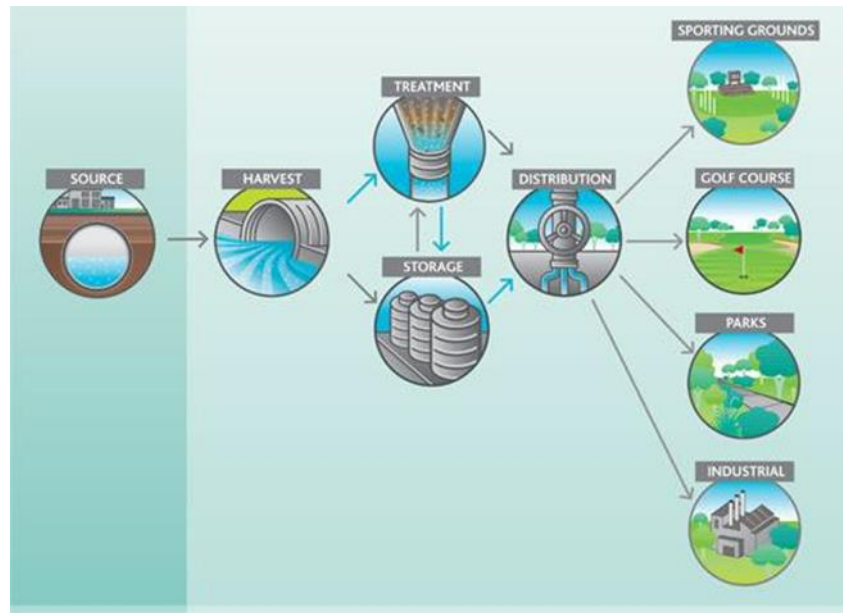 SPORTING GROUNDS
TREATMENT
SOURCE
HARVEST
DISTRIBUTION
GOLF COURSE
STORAGE
PARKS
INDUSTRIAL